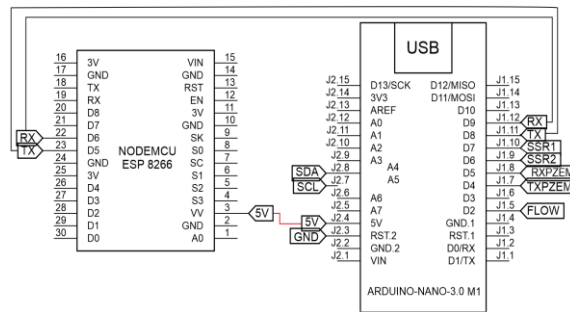 16 3V VIN 15
17 GND GND 14
18 TX RST 13
19 RX EN 12
20 D8 3V 11
21 D7 GND 10
RX 22 D6 SK 9
TX 23 D5 S0 8
24 GND SC 7
25 3V S1 6
26 D4 S2 5
27 D3 S3 4
28 D2 VV 3 5V
29 D1 GND 2
30 D0 A0 1
NODEMCU
ESP 8266
USB
J2.15 D13/SCK D12/MISO J1.15
J2.14 3V3 D11/MOSI J1.14
J2.13 AREF D10 J1.13
J2.12 A0 D9 J1.12 RX
J2.11 A1 D8 J1.11 TX
J2.10 A2 D7 J1.10 SSR1
J2.9 A3 D6 J1.9 SSR2
SDA J2.8 A4 D5 J1.8 RXPZEM
SCL J2.7 A5 D4 J1.7 TXPZEM
J2.6 A6 D3 J1.6
J2.5 A7 D2 J1.5 FLOW
5V J2.4 5V GND.1 J1.4
GND J2.3 RST.2 RST.1 J1.3
J2.2 GND.2 D0/RX J1.2
J2.1 VIN D1/TX J1.1
ARDUINO-NANO-3.0 M1